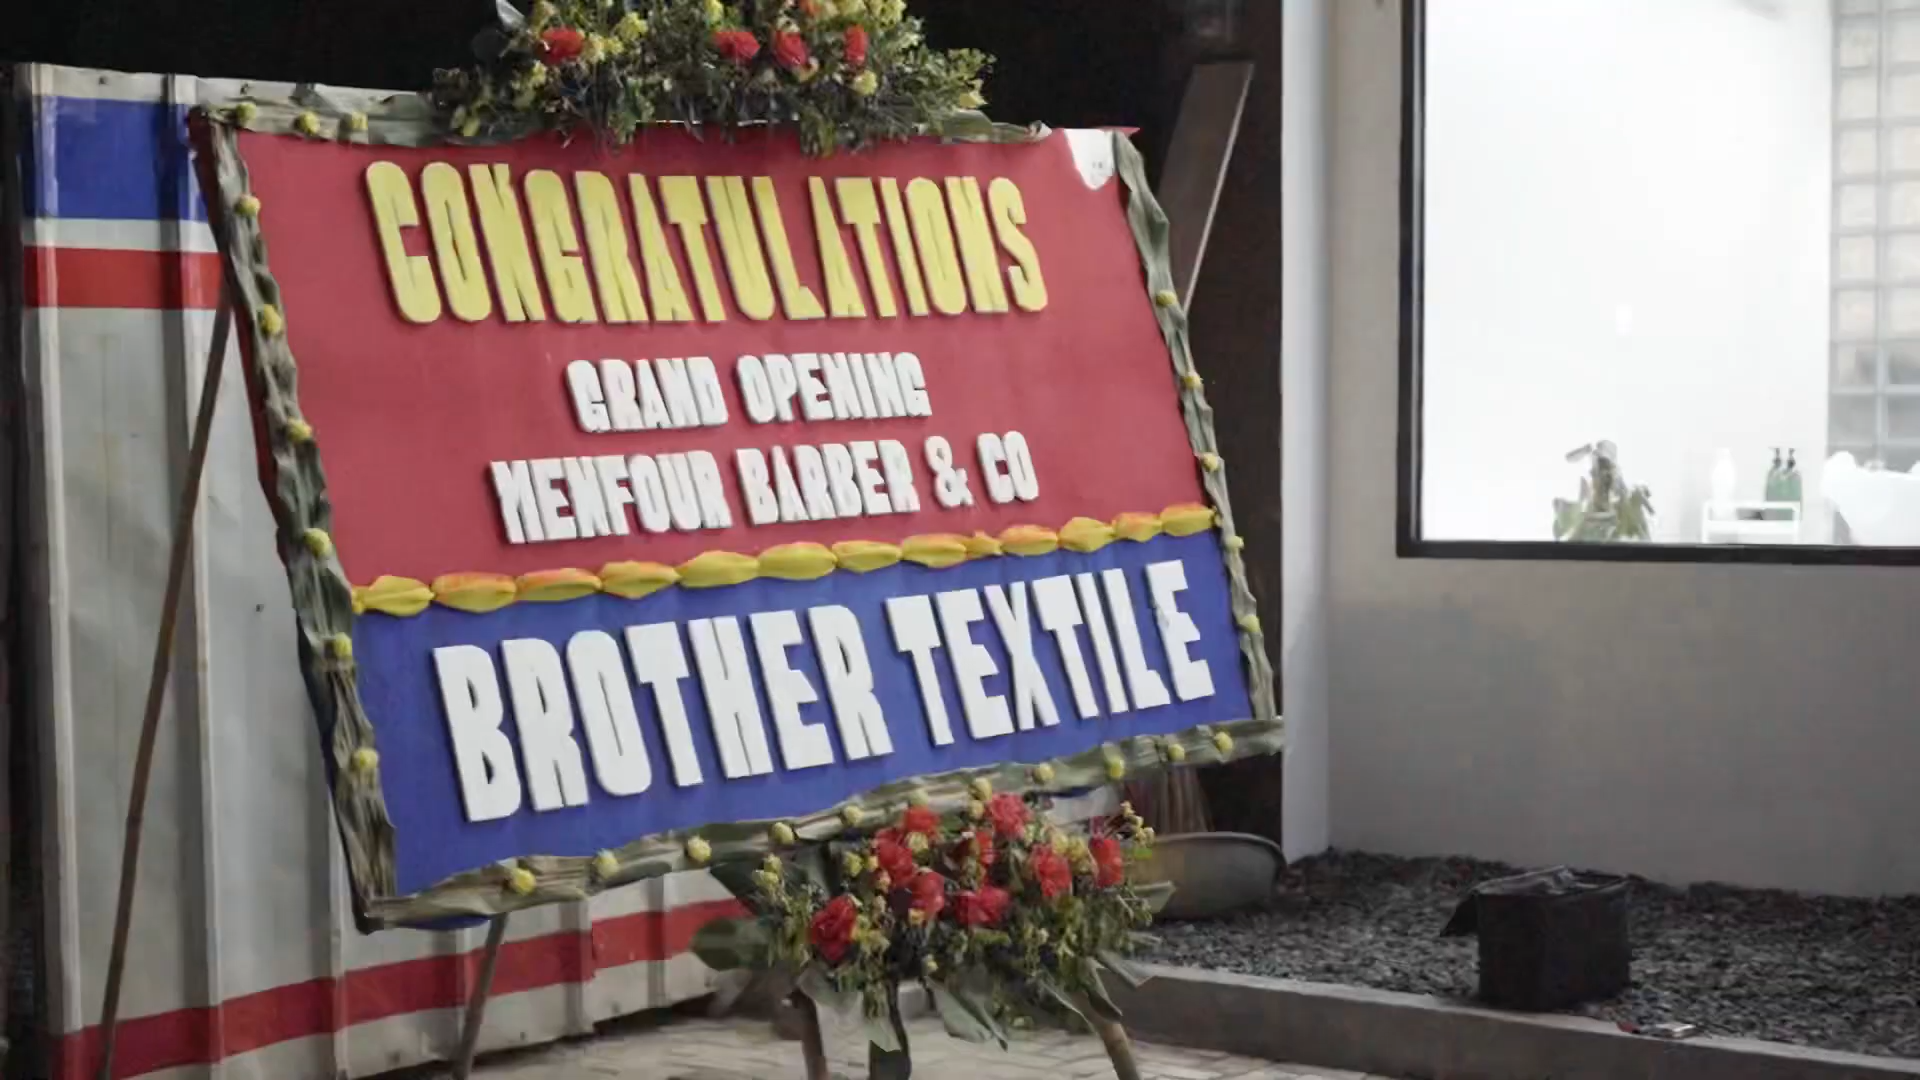 CONGRATULATIONS
GRAND OPENING
MENFOUR BARBER & CO
BROTHER TEXTILE